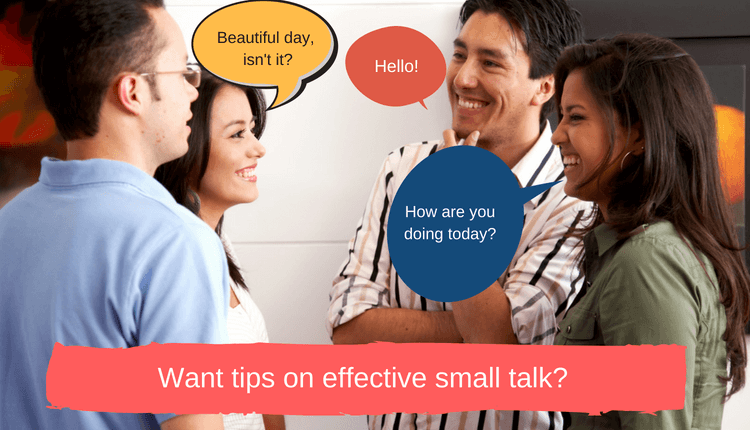 Beautiful day,
isn't it?
Hello!
How are you
doing today?
Want tips on effective small talk?